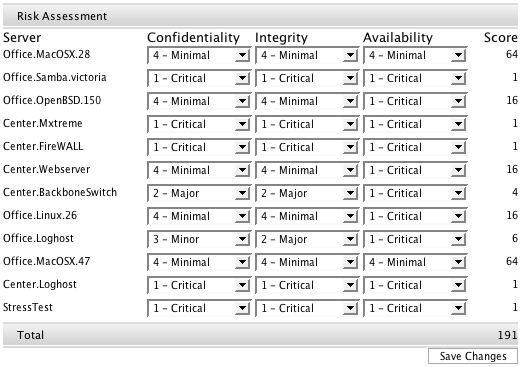 Risk Assessment
Server Confidentiality Integrity Availability Score
Office.MacOSX.28 4 - Minimal 4 - Minimal 4 - Minimal 64
Office.Samba.victoria 1 - Critical 1 - Critical 1 - Critical 1
Office.OpenBSD.150 4 - Minimal 4 - Minimal 1 - Critical 16
Center.Mxtreme 1 - Critical 1 - Critical 1 - Critical 1
Center.FireWALL 1 - Critical 1 - Critical 1 - Critical 1
Center.Webserver 4 - Minimal 4 - Minimal 1 - Critical 16
Center.BackboneSwitch 2 - Major 2 - Major 1 - Critical 4
Office.Linux.26 4 - Minimal 4 - Minimal 1 - Critical 16
Office.Loghost 3 - Minor 2 - Major 1 - Critical 6
Office.MacOSX.47 4 - Minimal 4 - Minimal 4 - Minimal 64
Center.Loghost 1 - Critical 1 - Critical 1 - Critical 1
StressTest 1 - Critical 1 - Critical 1 - Critical 1
Total 191
Save Changes